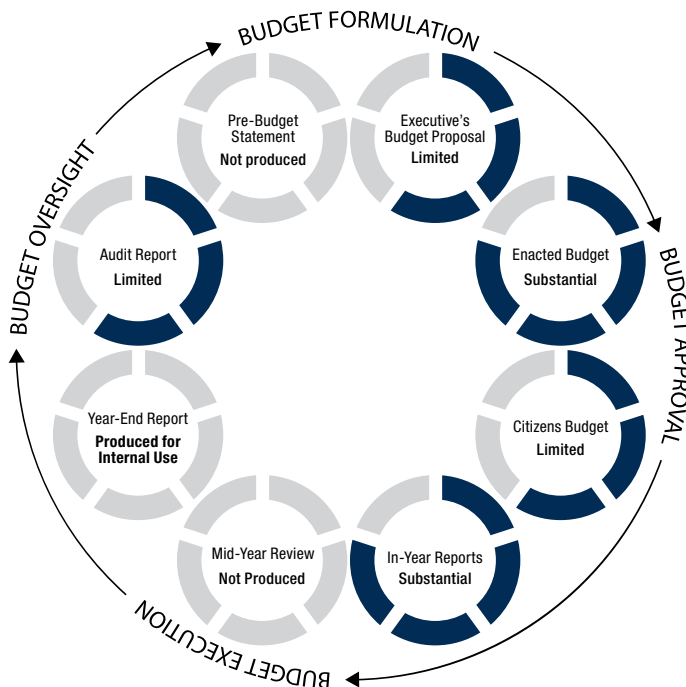 BUDGET FORMULATION
Pre-Budget
Statement
Not produced
Executive's
Budget Proposal
Limited
BUDGET OVERSIGHT
Audit Report
Limited
Enacted Budget
Substantial
BUDGET APPROVAL
Year-End Report
Produced for
Internal Use
Citizens Budget
Limited
Mid-Year Review
Not Produced
In-Year Reports
Substantial
BUDGET EXECUTION